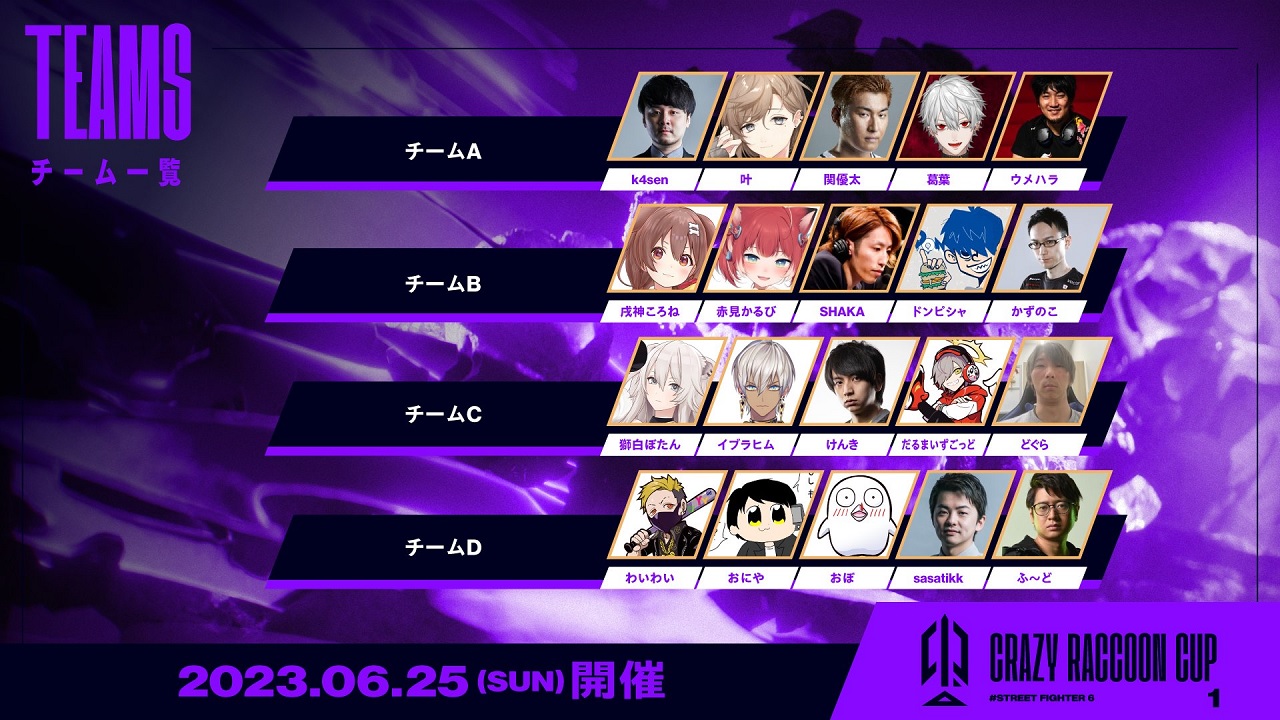 TEAMS
チーム一覧
チームA
k4sen
叶
関優太
葛葉
ウメハラ
チームB
戌神ころね
赤見かるび
SHAKA
ドンピシャ
かずのこ
チームC
獅白ぼたん
イブラヒム
けんき
だるまいずごっど
どぐら
チームD
わいわい
おにや
おぼ
sasatikk
ふ～ど
2023.06.25(SUN)開催
CRAZY RACCOON CUP
#STREET FIGHTER 6
1